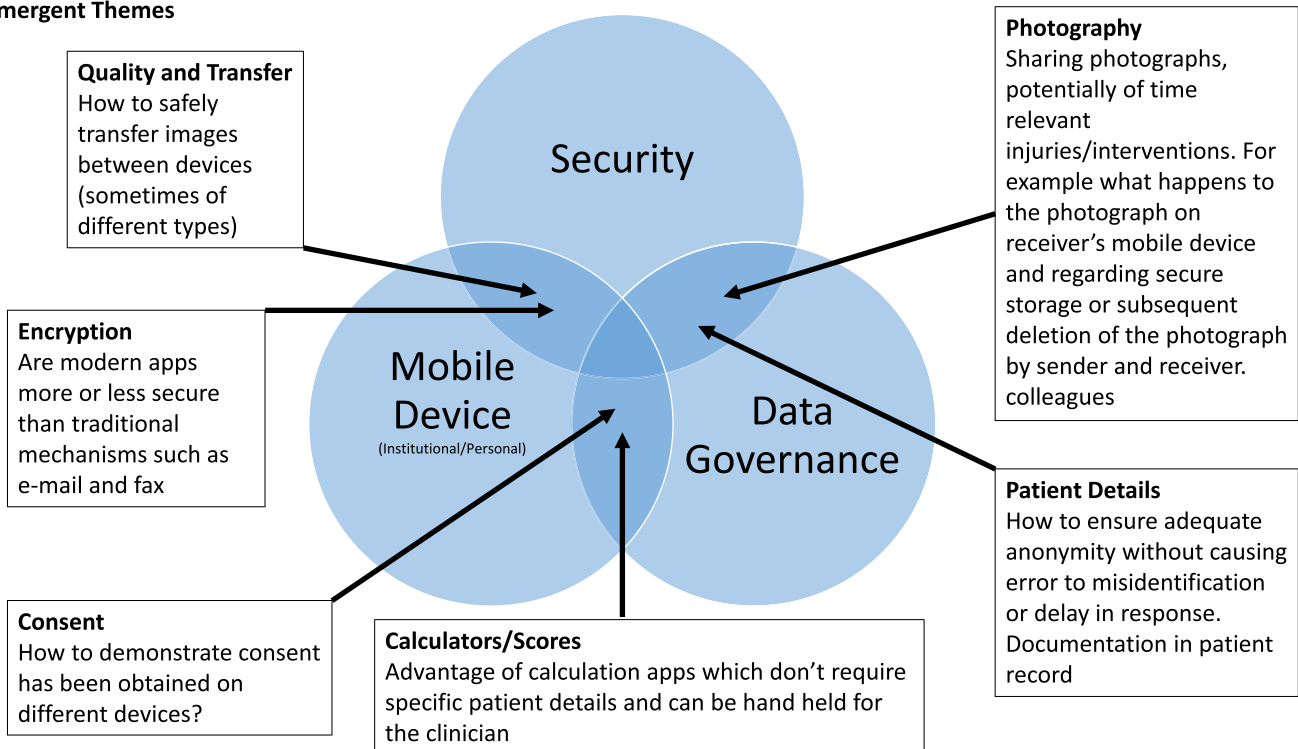 mergent Themes
Quality and Transfer
How to safely
transfer images
between devices
(sometimes of
different types)
Encryption
Are modern apps
more or less secure
than traditional
mechanisms such as
e-mail and fax
Consent
How to demonstrate consent
has been obtained on
different devices?
Security
Mobile
Device
(Institutional/Personal)
Data
Governance
Calculators/Scores
Advantage of calculation apps which don’t require
specific patient details and can be hand held for
the clinician
Photography
Sharing photographs,
potentially of time
relevant
injuries/interventions. For
example what happens to
the photograph on
receiver’s mobile device
and regarding secure
storage or subsequent
deletion of the photograph
by sender and receiver.
colleagues
Patient Details
How to ensure adequate
anonymity without causing
error to misidentification
or delay in response.
Documentation in patient
record